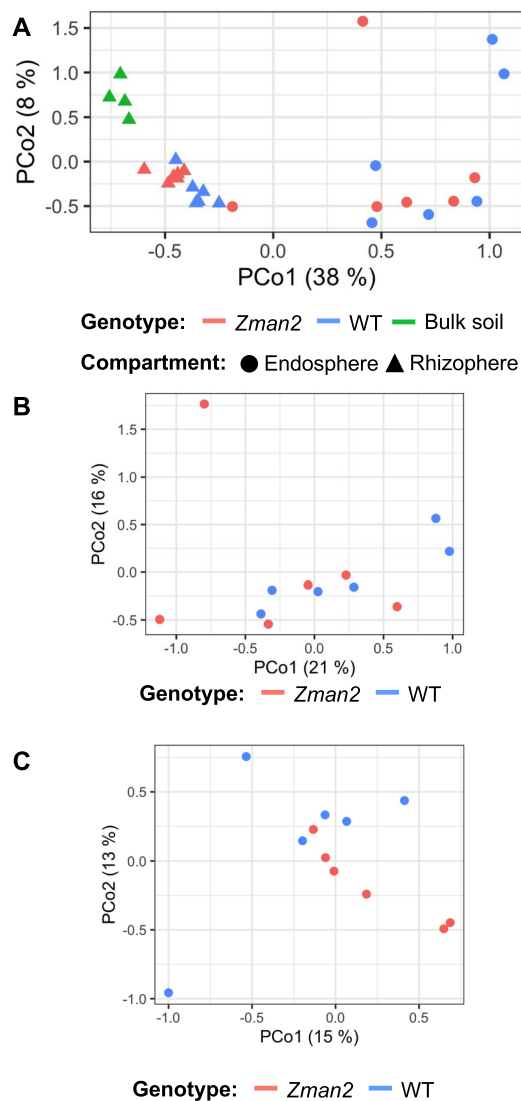 A
1.5
1.0
0.5
0.0
-0.5
PCo2 (8 %)
-0.5
0.0
0.5
1.0
PCo1 (38 %)
Genotype: Zman2 WT Bulk soil
Compartment: Endosphere Rhizophere
B
1.5
1.0
0.5
0.0
-0.5
PCo2 (16 %)
-1.0
-0.5
0.0
0.5
1.0
PCo1 (21 %)
Genotype: Zman2 WT
C
0.5
0.0
-0.5
-1.0
PCo2 (13 %)
-1.0
-0.5
0.0
0.5
PCo1 (15 %)
Genotype: Zman2 WT